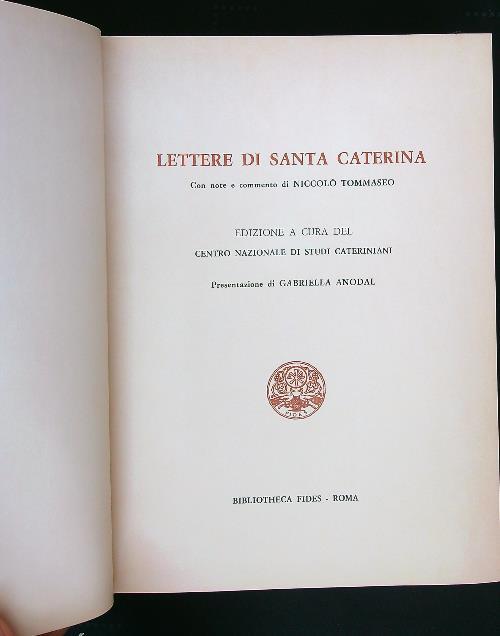 LETTERE DI SANTA CATERINA
Con note e commento di NICCOLÒ TOMMASEO
EDIZIONE A CURA DEL
CENTRO NAZIONALE DI STUDI CATERINIANI
Presentazione di GABRIELLA ANODAL
FIDES
BIBLIOTHECA FIDES - ROMA